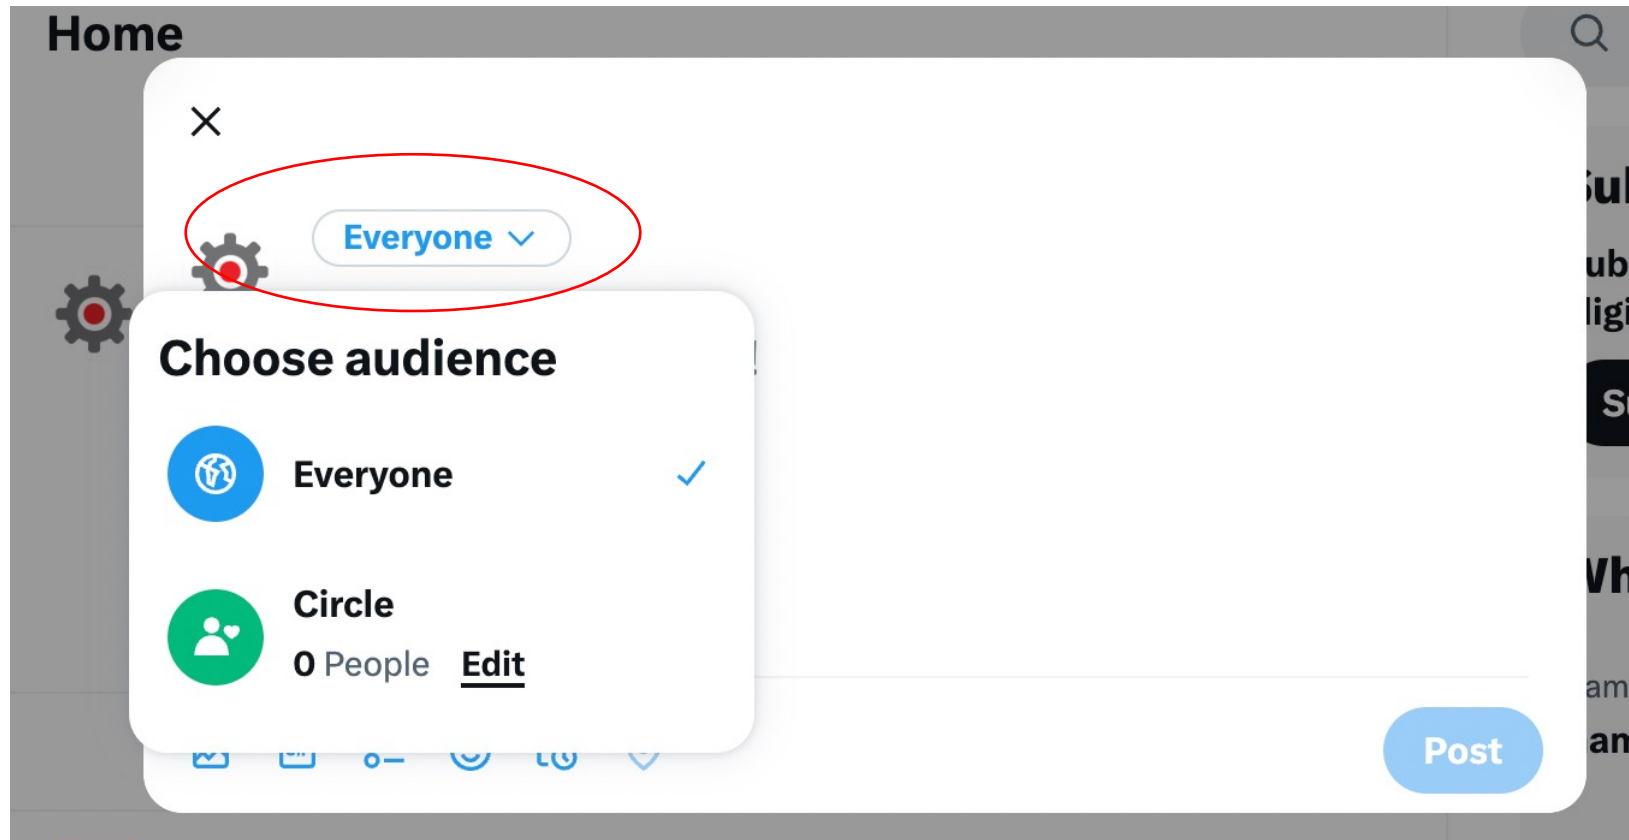 Home
Everyone
Choose audience
Everyone
Circle
0 People Edit
Post